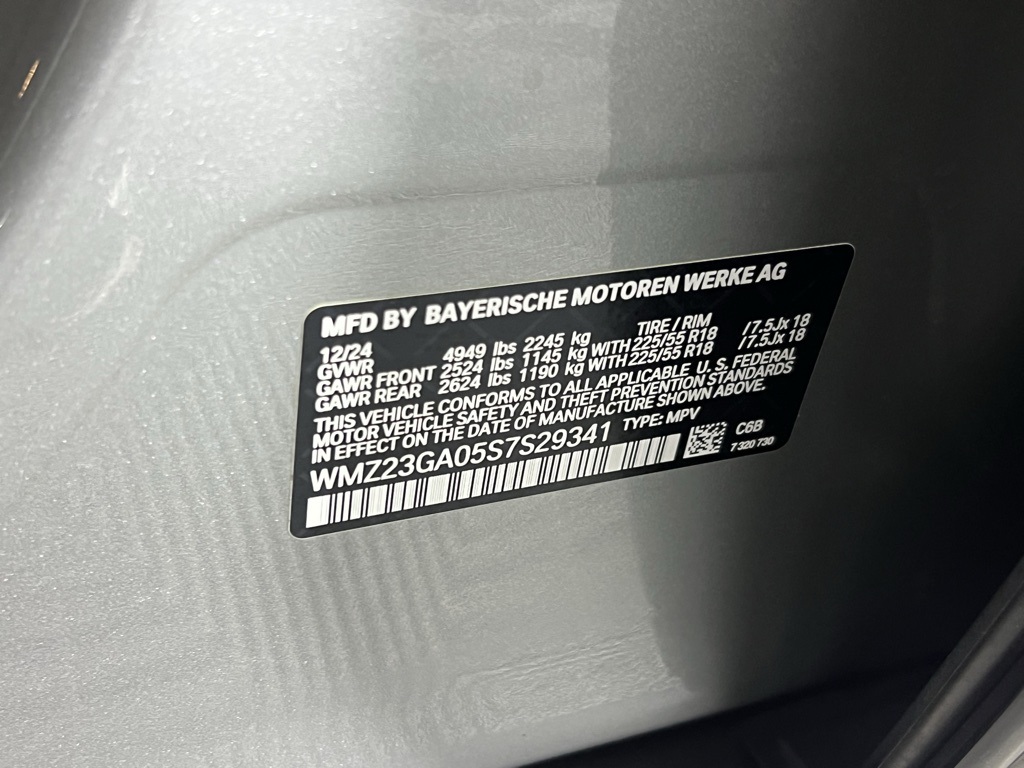 MFD BY BAYERISCHE MOTOREN WERKE AG
12/24 TIRE / RIM
GVWR 4949 lbs 2245 kg
GAWR FRONT 2524 lbs 1145 kg WITH 225/55 R18 / 7.5Jx 18
GAWR REAR 2624 lbs 1190 kg WITH 225/55 R18 / 7.5Jx 18
THIS VEHICLE CONFORMS TO ALL APPLICABLE U. S. FEDERAL
MOTOR VEHICLE SAFETY AND THEFT PREVENTION STANDARDS
IN EFFECT ON THE DATE OF MANUFACTURE SHOWN ABOVE.
WMZ23GA05S7S29341 TYPE: MPV C6B
7 320 730